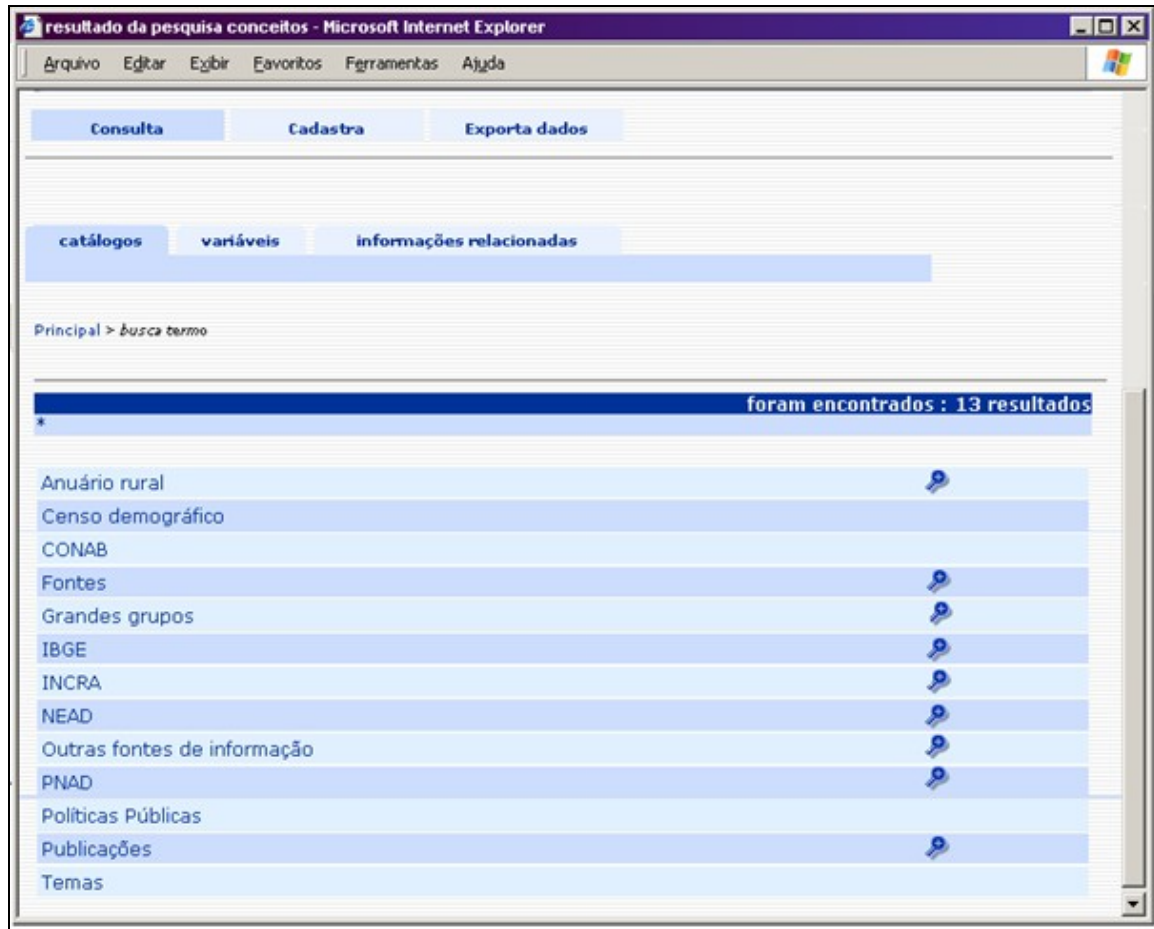 resultado da pesquisa conceitos - Microsoft Internet Explorer
Arquivo Editar Exibir Favoritos Ferramentas Ajuda
Consulta Cadastra Exporta dados
catálogos variáveis informações relacionadas
Principal > busca termo
foram encontrados : 13 resultados
*
Anuário rural
Censo demográfico
CONAB
Fontes
Grandes grupos
IBGE
INCRA
NEAD
Outras fontes de informação
PNAD
Políticas Públicas
Publicações
Temas